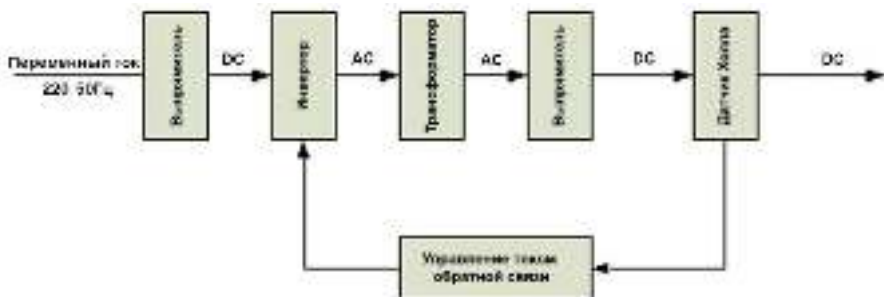 Переменный ток
220 50Гц
Выпрямитель
DC
Инвертор
AC
Трансформатор
AC
Выпрямитель
DC
Датчик Холла
DC
Управление током
обратной связи